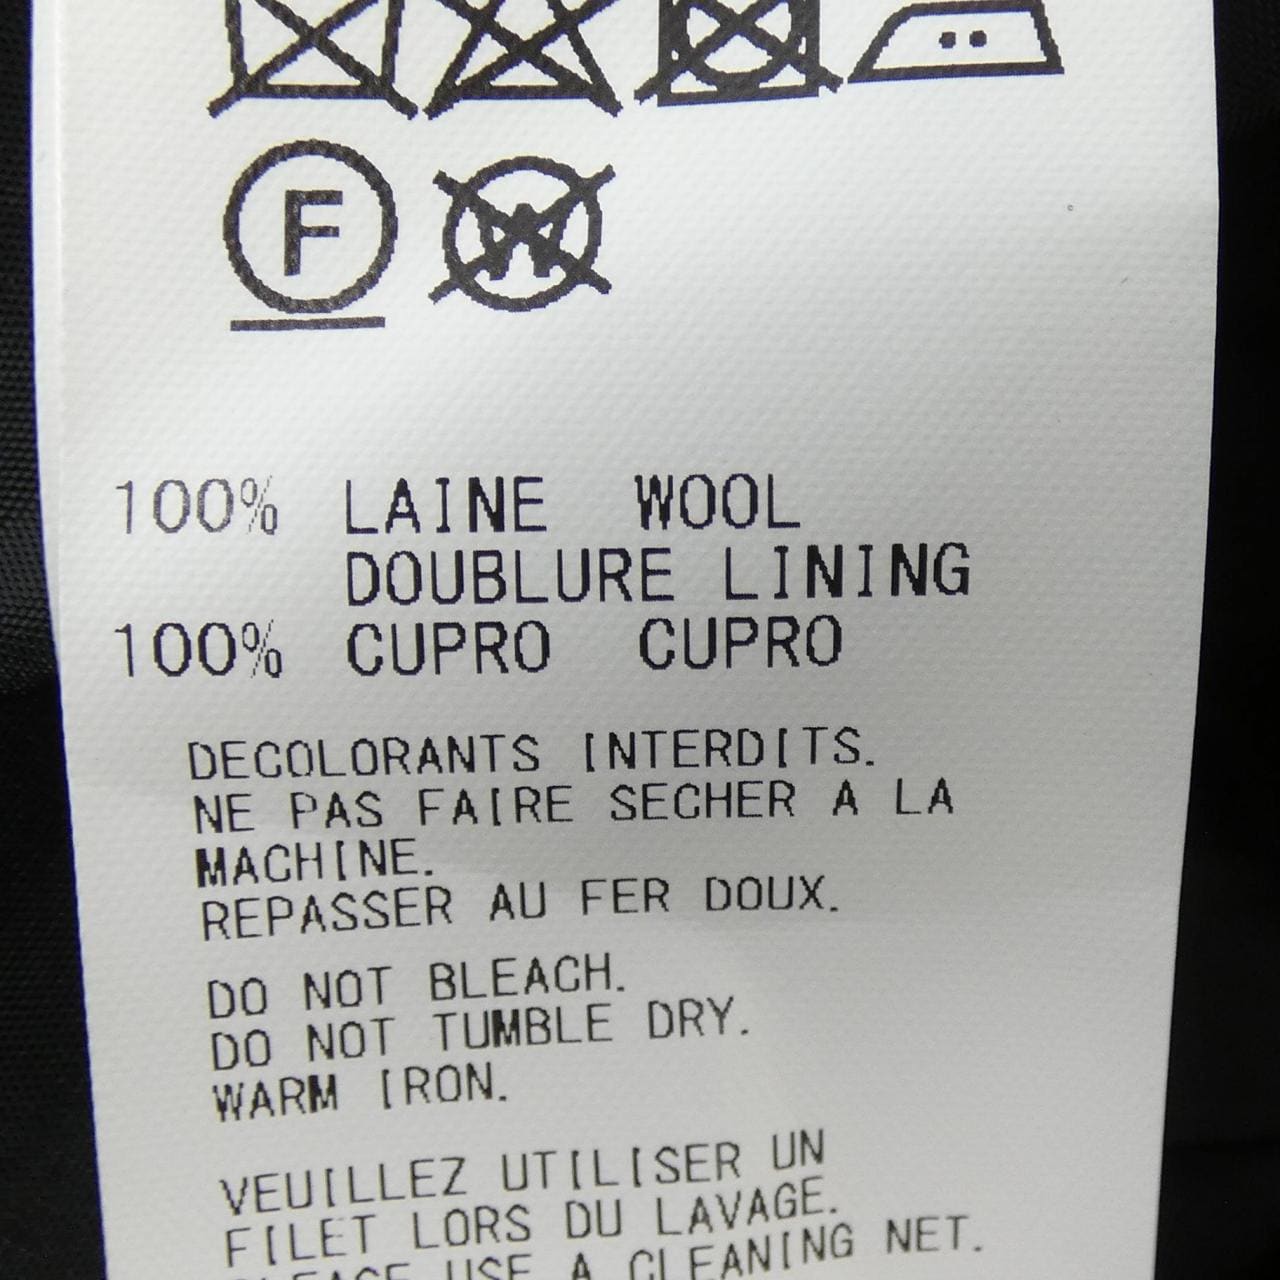 F
W
100% LAINE WOOL
DOUBLURE LINING
100% CUPRO CUPRO
DECOLORANTS INTERDITS.
NE PAS FAIRE SECHER A LA
MACHINE.
REPASSER AU FER DOUX.
DO NOT BLEACH.
DO NOT TUMBLE DRY.
WARM IRON.
VEUILLEZ UTILISER UN
FILET LORS DU LAVAGE.
PLEASE USE A CLEANING NET.